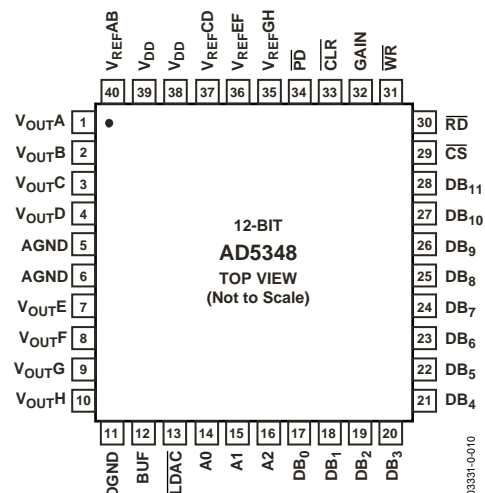 VREFAB
VDD
VDD
VREFCD
VREFEF
VREFGH
PD
CLR
GAIN
WR
40 39 38 37 36 35 34 33 32 31
VOUTA 1
VOUTB 2
VOUTC 3
VOUTD 4
AGND 5
AGND 6
VOUTE 7
VOUTF 8
VOUTG 9
VOUTH 10
12-BIT
AD5348
TOP VIEW
(Not to Scale)
30 RD
29 CS
28 DB11
27 DB10
26 DB9
25 DB8
24 DB7
23 DB6
22 DB5
21 DB4
11 12 13 14 15 16 17 18 19 20
DGND
BUF
LDAC
A0
A1
A2
DB0
DB1
DB2
DB3
03331-0-010